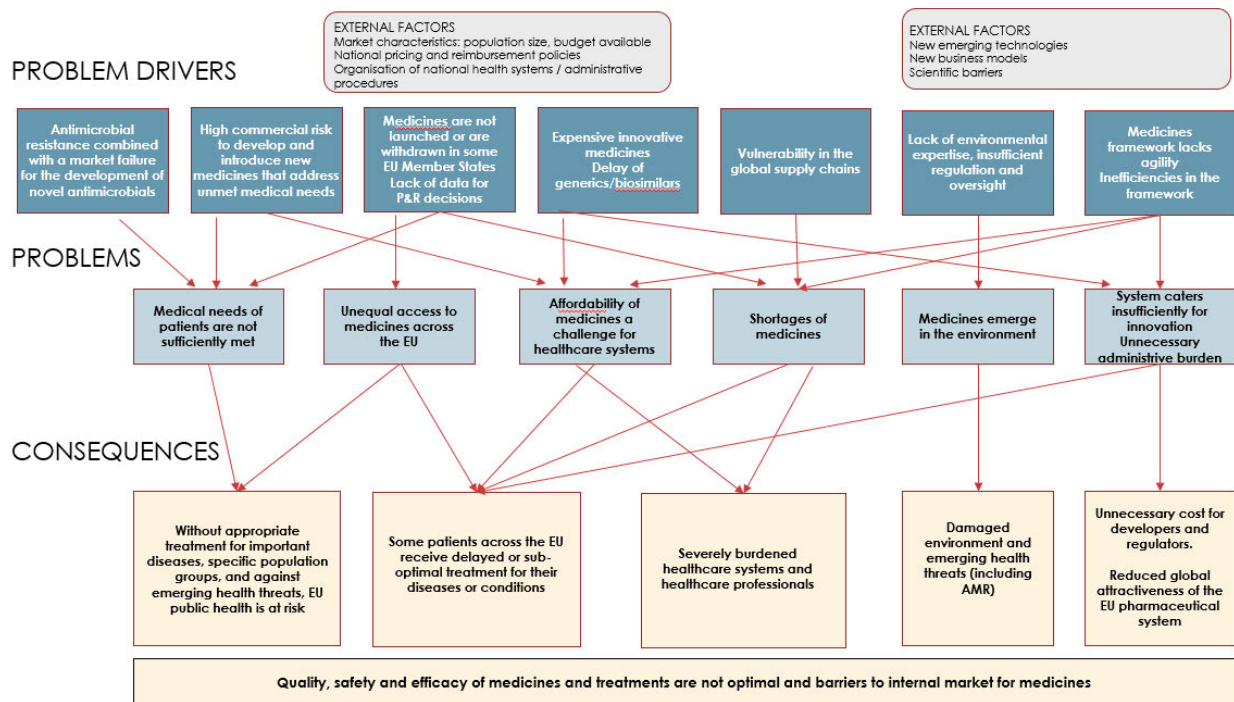 EXTERNAL FACTORS
Market characteristics: population size, budget available
National pricing and reimbursement policies
Organisation of national health systems / administrative
procedures
EXTERNAL FACTORS
New emerging technologies
New business models
Scientific barriers
PROBLEM DRIVERS
Antimicrobial
resistance combined
with a market failure
for the development of
novel antimicrobials
High commercial risk
to develop and
introduce new
medicines that address
unmet medical needs
Medicines are not
launched or are
withdrawn in some
EU Member States
Lack of data for
P&R decisions
Expensive innovative
medicines
Delay of
generics/biosimilars
Vulnerability in the
global supply chains
Lack of environmental
expertise, insufficient
regulation and
oversight
Medicines
framework lacks
agility
Inefficiencies in the
framework
PROBLEMS
Medical needs of
patients are not
sufficiently met
Unequal access to
medicines across
the EU
Affordability of
medicines a
challenge for
healthcare systems
Shortages of
medicines
Medicines emerge
in the environment
System caters
insufficiently for
innovation
Unnecessary
administrive burden
CONSEQUENCES
Without appropriate
treatment for important
diseases, specific population
groups, and against
emerging health threats, EU
public health is at risk
Some patients across the EU
receive delayed or sub-
optimal treatment for their
diseases or conditions
Severely burdened
healthcare systems and
healthcare professionals
Damaged
environment and
emerging health
threats (including
AMR)
Unnecessary cost for
developers and
regulators.
Reduced global
attractiveness of the
EU pharmaceutical
system
Quality, safety and efficacy of medicines and treatments are not optimal and barriers to internal market for medicines